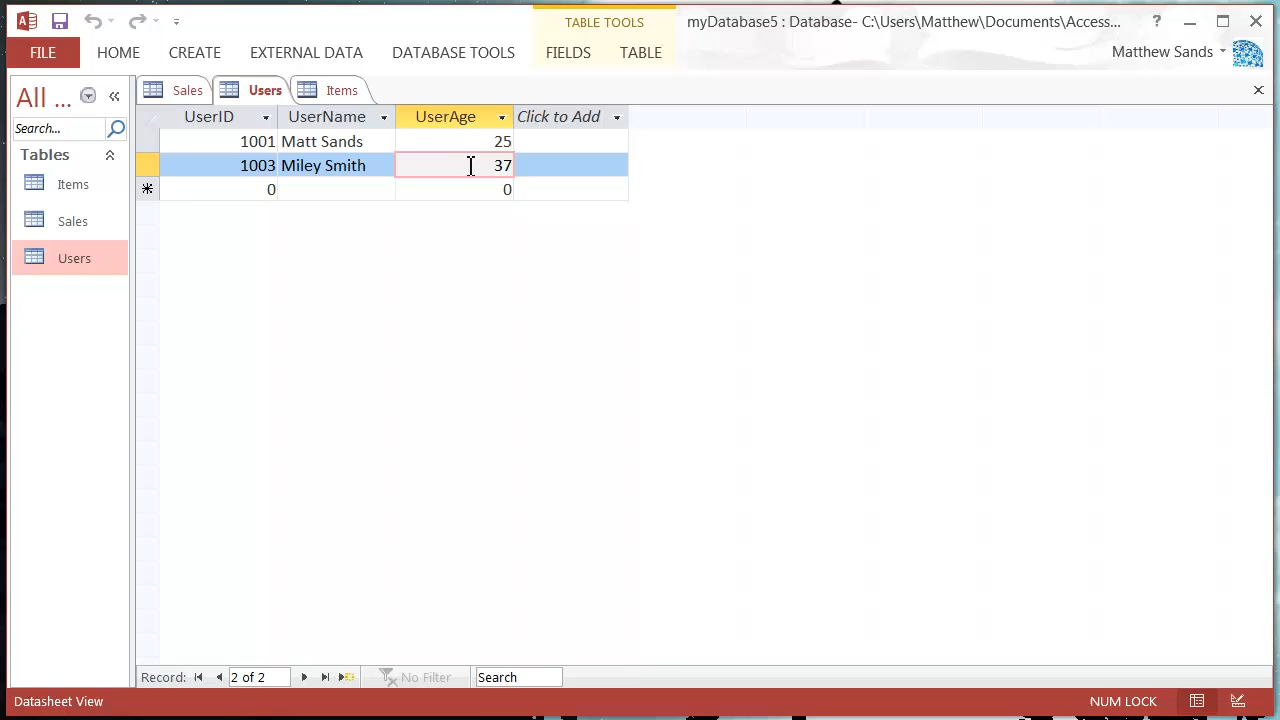 TABLE TOOLS
myDatabase5 : Database- C:\Users\Matthew\Documents\Access...
?
FILE HOME CREATE EXTERNAL DATA DATABASE TOOLS FIELDS TABLE
Matthew Sands
All ...
Search...
Tables
Items
Sales
Users
Sales Users Items
UserID UserName UserAge Click to Add
1001 Matt Sands 25
1003 Miley Smith 37
0 0
Record: 2 of 2 No Filter Search
Datasheet View NUM LOCK